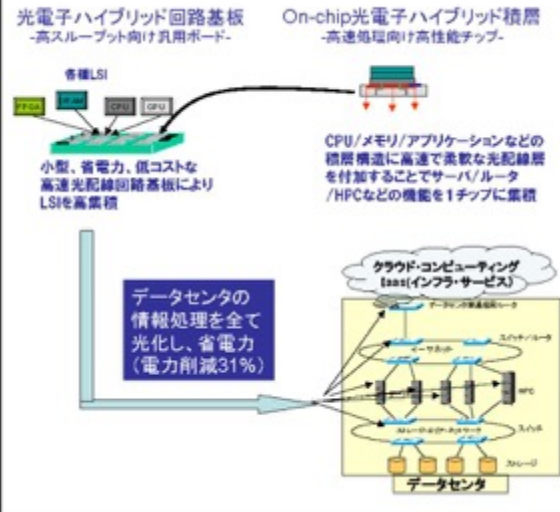 光電子ハイブリッド回路基板
-高スループット向け汎用ボード-
On-chip光電子ハイブリッド積層
-高速処理向け高性能チップ-
各種LSI
FPGA
CPU
GPU
小型、省電力、低コストな
高速光配線回路基板により
LSIを高集積
CPU/メモリ/アプリケーションなどの
積層構造に高速で柔軟な光配線層
を付加することでサーバ/ルータ
/HPCなどの機能を1チップに集積
データセンタの
情報処理を全て
光化し、省電力
(電力削減31%)
クラウド・コンピューティング
Iaas(インフラ・サービス)
スイッチ/ルータ
イーサネット
HPC
スイッチ
ストレージ
データセンタ